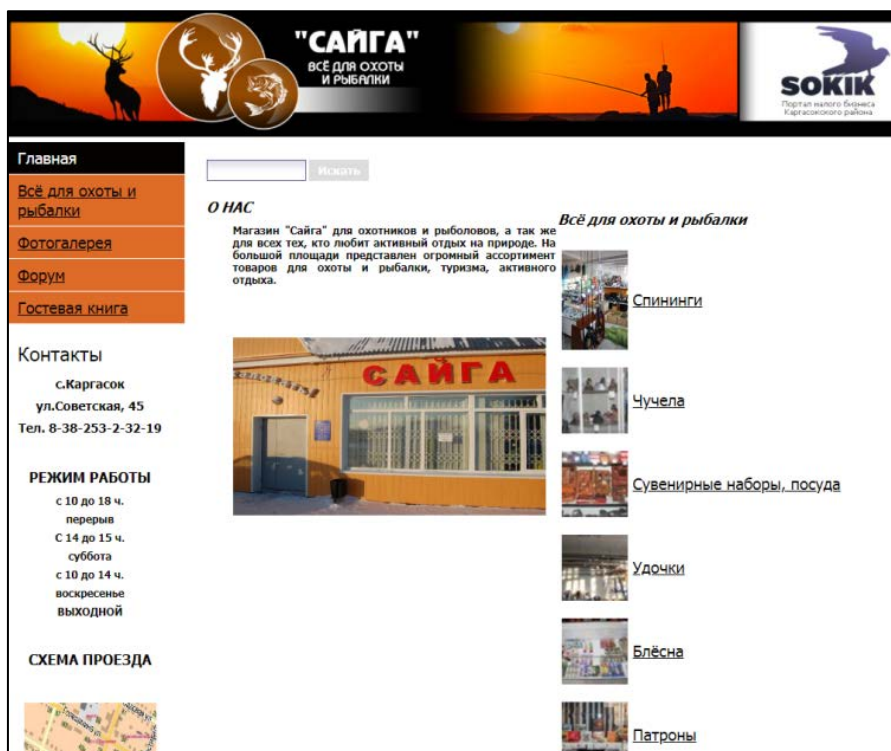 "САЙГА"
ВСЁ ДЛЯ ОХОТЫ
И РЫБАЛКИ
SOKIK
Портал малого бизнеса
Каргасокского района
Главная
Всё для охоты и
рыбалки
Фотогалерея
Форум
Гостевая книга
Контакты
с.Каргасок
ул.Советская, 45
Тел. 8-38-253-2-32-19
РЕЖИМ РАБОТЫ
с 10 до 18 ч.
перерыв
С 14 до 15 ч.
суббота
с 10 до 14 ч.
воскресенье
ВЫХОДНОЙ
СХЕМА ПРОЕЗДА
Искать
О НАС
Магазин "Сайга" для охотников и рыболовов, а так же
для всех тех, кто любит активный отдых на природе. На
большой площади представлен огромный ассортимент
товаров для охоты и рыбалки, туризма, активного
отдыха.
САЙГА
Всё для охоты и рыбалки
Спининги
Чучела
Сувенирные наборы, посуда
Удочки
Блёсна
Патроны